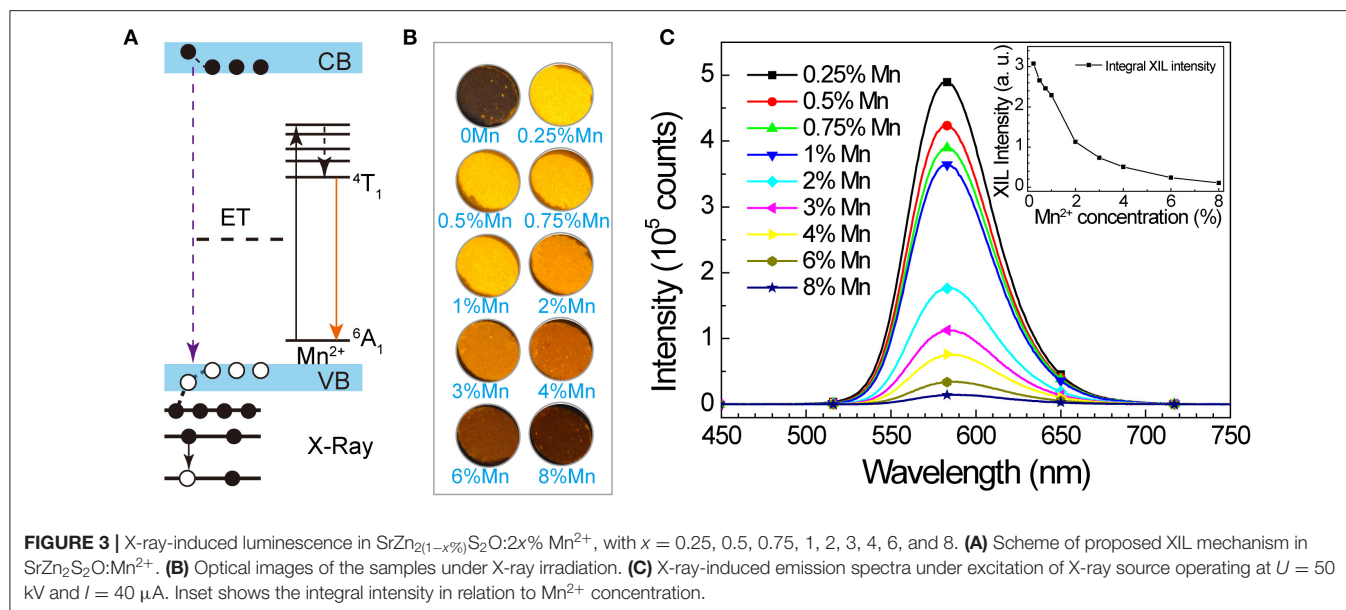 A
CB
⁴T₁
ET
⁶A₁
Mn²⁺
VB
X-Ray
B
0Mn 0.25%Mn
0.5%Mn 0.75%Mn
1%Mn 2%Mn
3%Mn 4%Mn
6%Mn 8%Mn
C
Intensity (10⁵ counts)
5
4
3
2
1
0
0.25% Mn
0.5% Mn
0.75% Mn
1% Mn
2% Mn
3% Mn
4% Mn
6% Mn
8% Mn
450 500 550 600 650 700 750
Wavelength (nm)
XIL Intensity (a. u.)
3
2
1
0
Integral XIL intensity
0 2 4 6 8
Mn²⁺ concentration (%)
FIGURE 3 | X-ray-induced luminescence in SrZn₂₍₁₋ₓ%₎S₂O:2x% Mn²⁺, with x = 0.25, 0.5, 0.75, 1, 2, 3, 4, 6, and 8. (A) Scheme of proposed XIL mechanism in
SrZn₂S₂O:Mn²⁺. (B) Optical images of the samples under X-ray irradiation. (C) X-ray-induced emission spectra under excitation of X-ray source operating at U = 50
kV and I = 40 μA. Inset shows the integral intensity in relation to Mn²⁺ concentration.